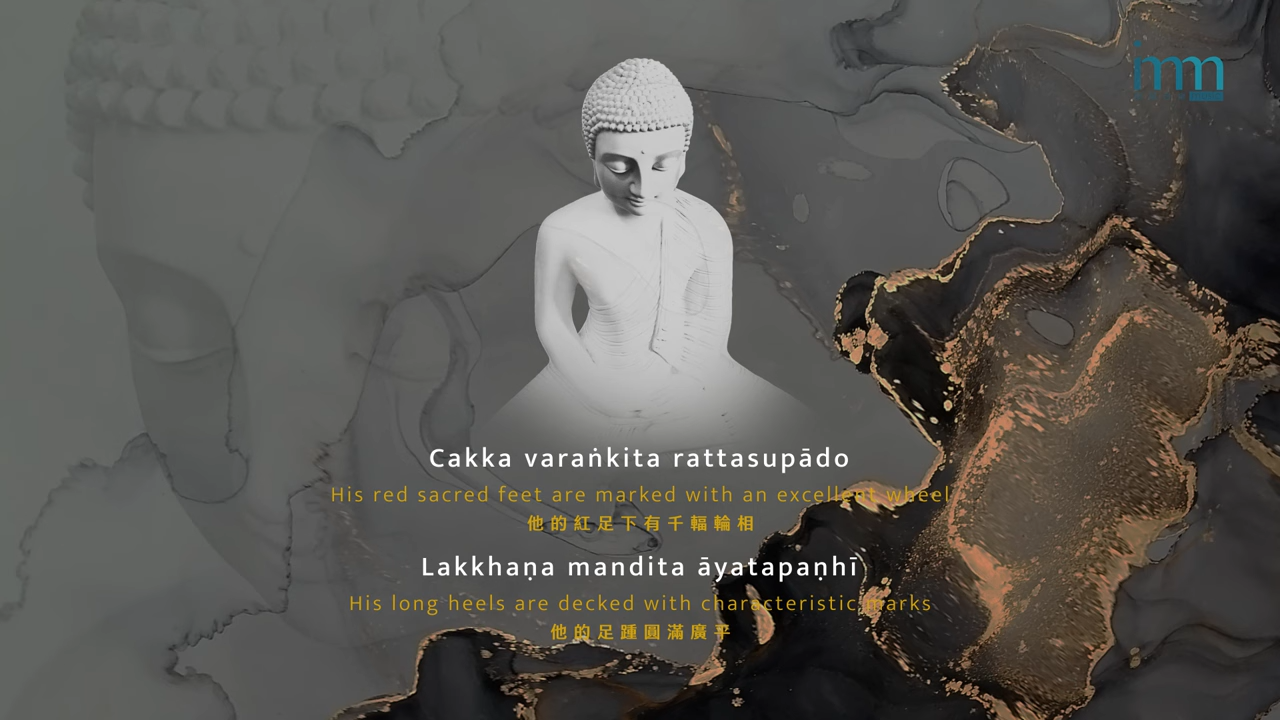 imm
Cakka varaṅkita rattasupādo
His red sacred feet are marked with an excellent wheel
他的紅足下有千輻輪相
Lakkhaṇa mandita āyatapaṇhī
His long heels are decked with characteristic marks
他的足踵圓滿廣平